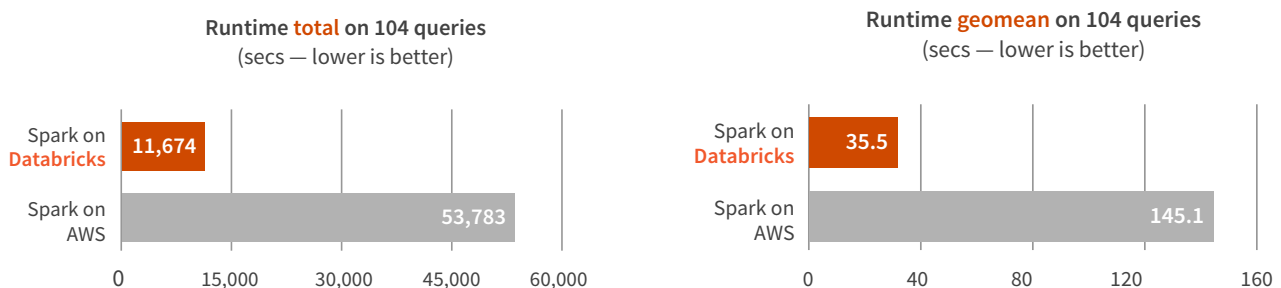 Runtime total on 104 queries
(secs — lower is better)
Spark on
Databricks
11,674
Spark on
AWS
53,783
0 15,000 30,000 45,000 60,000
Runtime geomean on 104 queries
(secs — lower is better)
Spark on
Databricks
35.5
Spark on
AWS
145.1
0 40 80 120 160